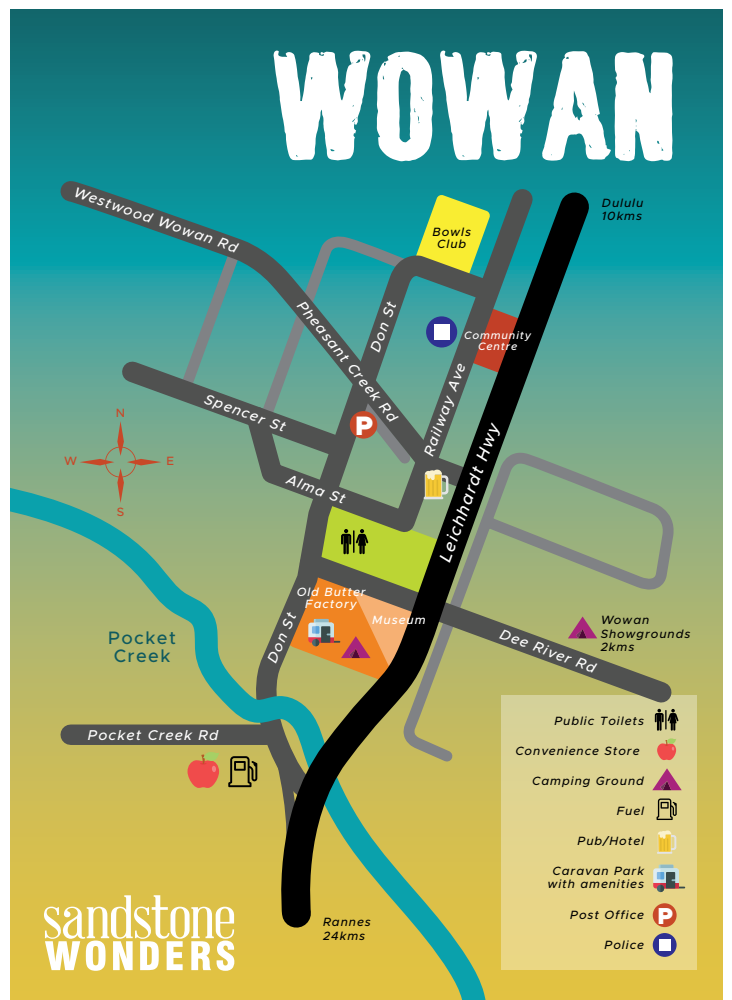 WOWAN
Dululu
10kms
Westwood Wowan Rd
Bowls
Club
Pheasant Creek Rd
Don St
Community
Centre
Railway Ave
Spencer St
P
N
W
E
S
Alma St
Leichhardt Hwy
Old Butter
Factory
Museum
Don St
Dee River Rd
Wowan
Showgrounds
2kms
Pocket
Creek
Pocket Creek Rd
Public Toilets
Convenience Store
Camping Ground
Fuel
Pub/Hotel
Caravan Park
with amenities
Post Office
P
Police
Rannes
24kms
sandstone
WONDERS